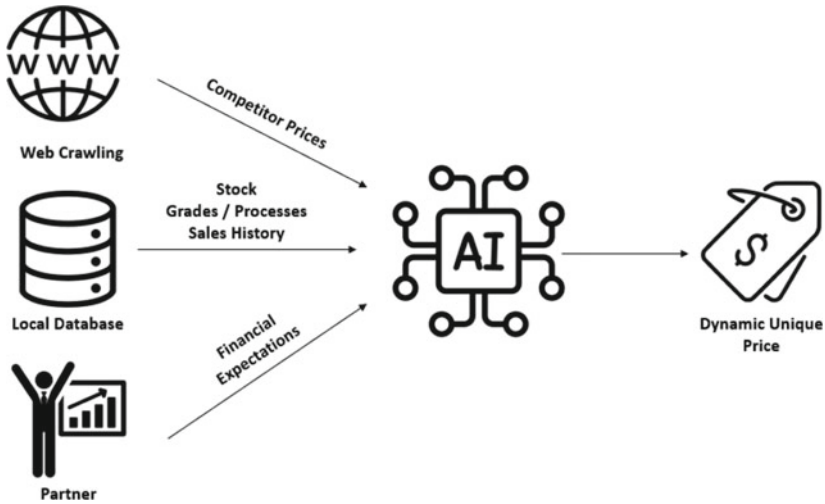 WWW
Web Crawling
Competitor Prices
Stock
Grades / Processes
Sales History
Local Database
Financial
Expectations
Partner
AI
$
Dynamic Unique
Price